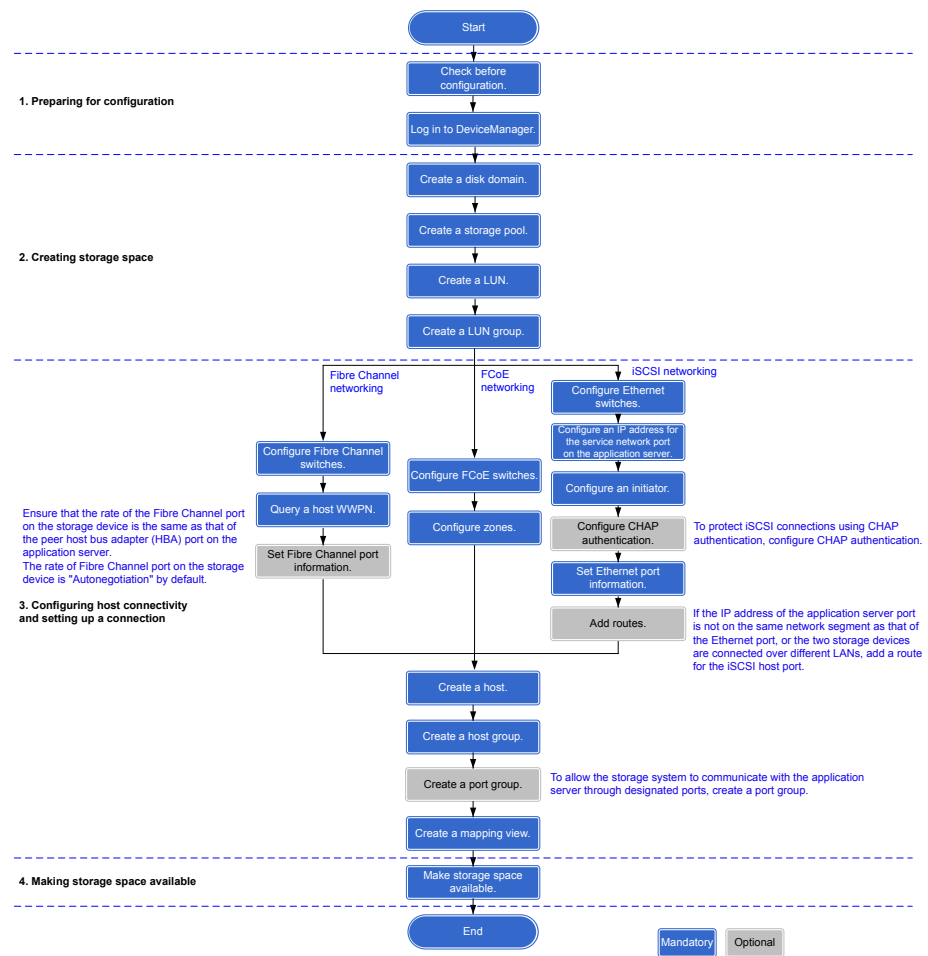 Start
Check before
configuration.
1. Preparing for configuration
Log in to DeviceManager.
Create a disk domain.
Create a storage pool.
2. Creating storage space
Create a LUN.
Create a LUN group.
Fibre Channel
networking
FCoE
networking
iSCSI networking
Configure Ethernet
switches.
Configure an IP address for
the service network port
on the application server.
Configure Fibre Channel
switches.
Configure FCoE switches.
Configure an initiator.
Query a host WWPN.
Configure zones.
Configure CHAP
authentication.
To protect iSCSI connections using CHAP
authentication, configure CHAP authentication.
Ensure that the rate of the Fibre Channel port
on the storage device is the same as that of
the peer host bus adapter (HBA) port on the
application server.
The rate of Fibre Channel port on the storage
device is "Autonegotiation" by default.
Set Fibre Channel port
information.
Set Ethernet port
information.
3. Configuring host connectivity
and setting up a connection
Add routes.
If the IP address of the application server port
is not on the same network segment as that of
the Ethernet port, or the two storage devices
are connected over different LANs, add a route
for the iSCSI host port.
Create a host.
Create a host group.
Create a port group.
To allow the storage system to communicate with the application
server through designated ports, create a port group.
Create a mapping view.
4. Making storage space available
Make storage space
available.
End
Mandatory
Optional